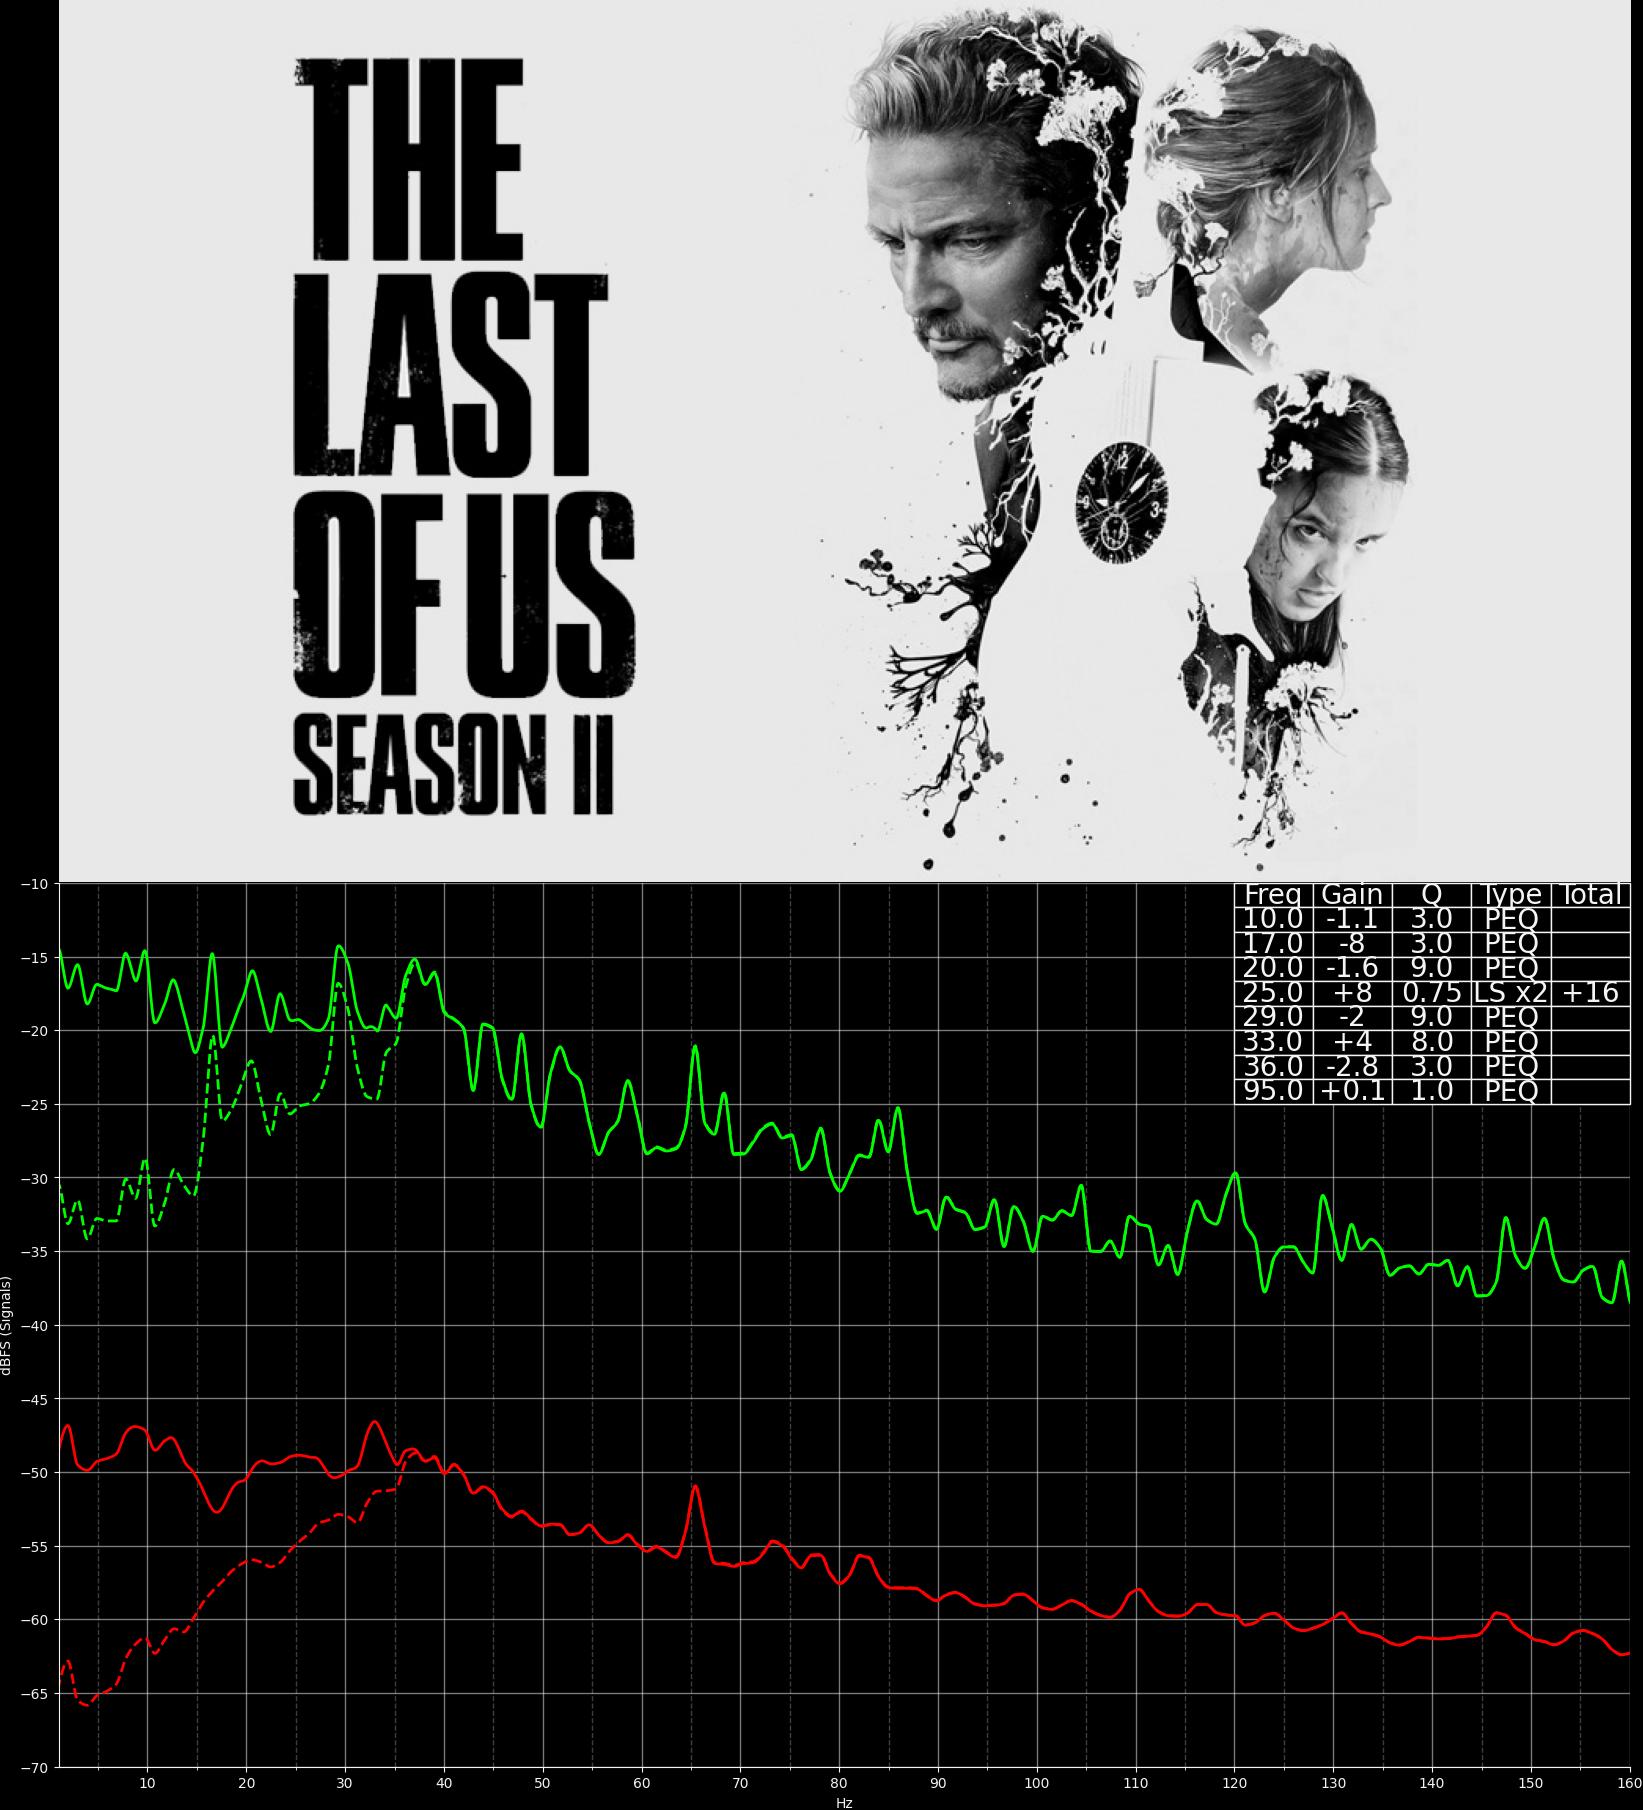 THE
LAST
OF US
SEASON II
12
3
9
Freq Gain Q Type Total
10.0 -1.1 3.0 PEQ
17.0 -8 3.0 PEQ
20.0 -1.6 9.0 PEQ
25.0 +8 0.75 LS x2 +16
29.0 -2 9.0 PEQ
33.0 +4 8.0 PEQ
36.0 -2.8 3.0 PEQ
95.0 +0.1 1.0 PEQ
−10
−15
−20
−25
−30
−35
−40
−45
−50
−55
−60
−65
−70
dBFS (Signals)
10 20 30 40 50 60 70 80 90 100 110 120 130 140 150 160
Hz